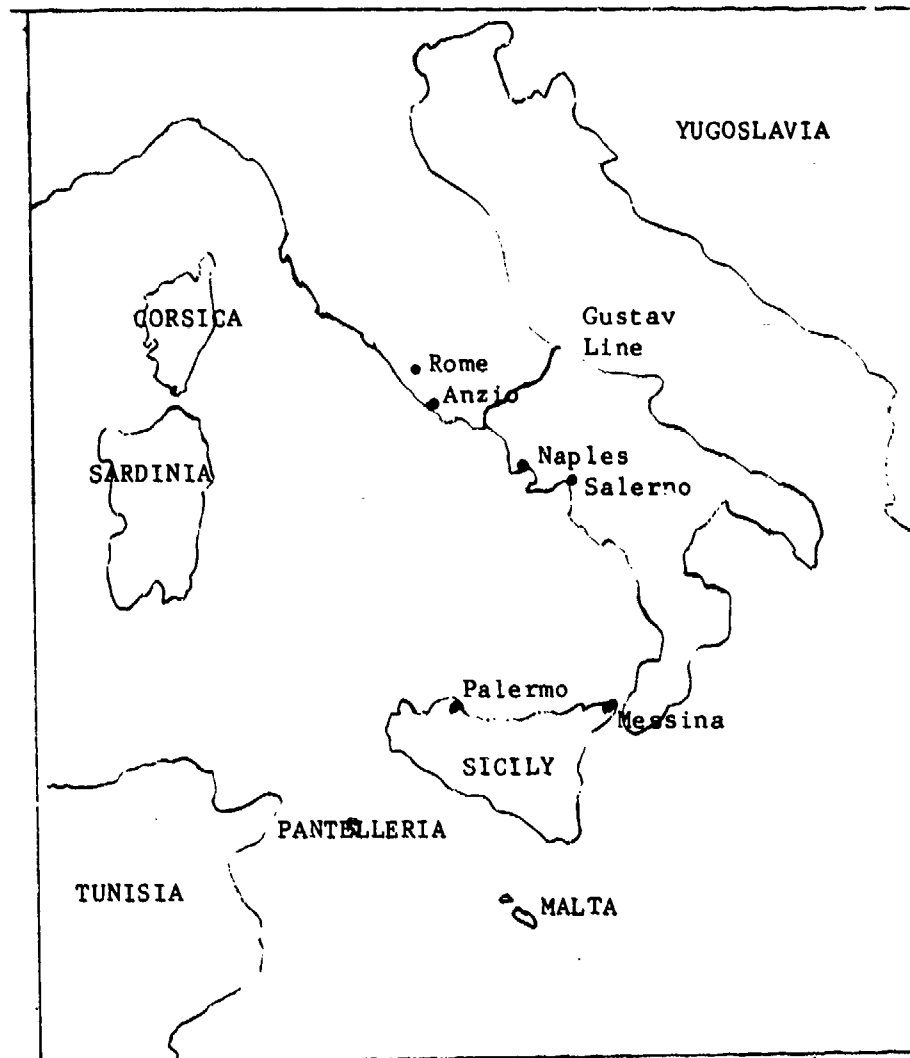 YUGOSLAVIA
CORSICA
Gustav
Line
Rome
Anzio
Naples
SARDINIA
Salerno
Palermo
Messina
SICILY
PANTELLERIA
TUNISIA
MALTA